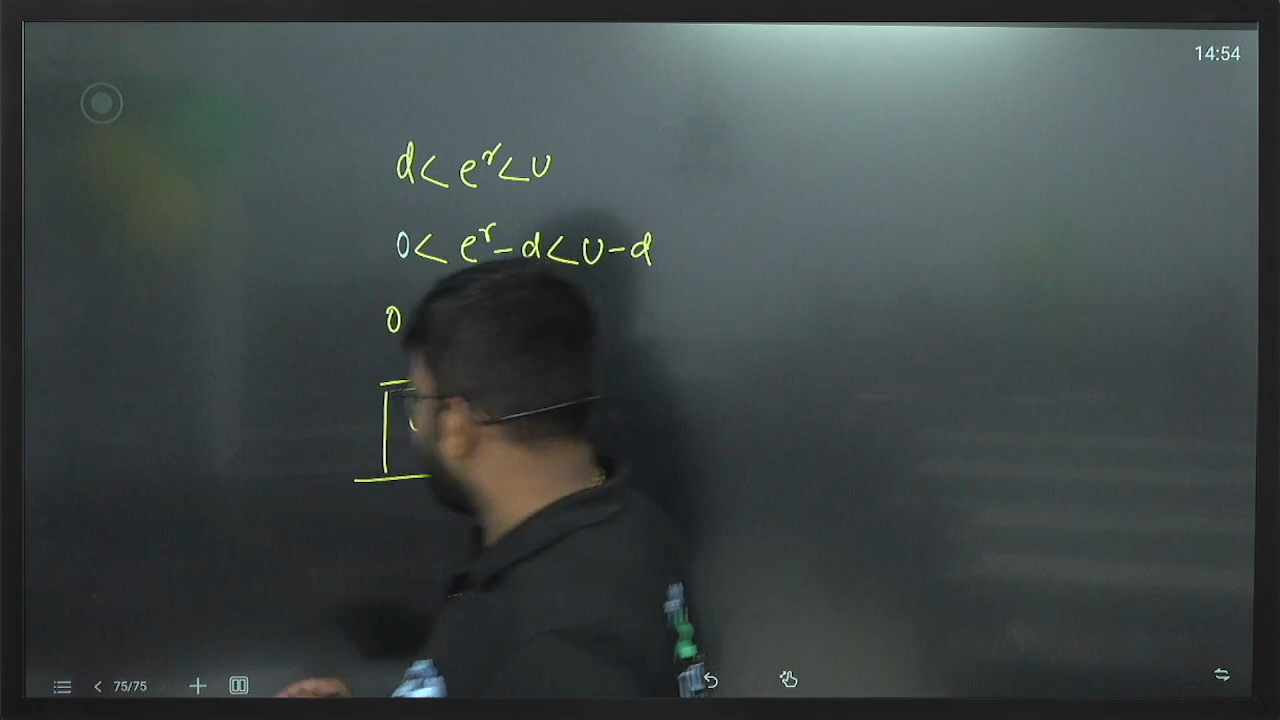 14:54
d < e^r < u
0 < e^r - d < u - d
0
75/75